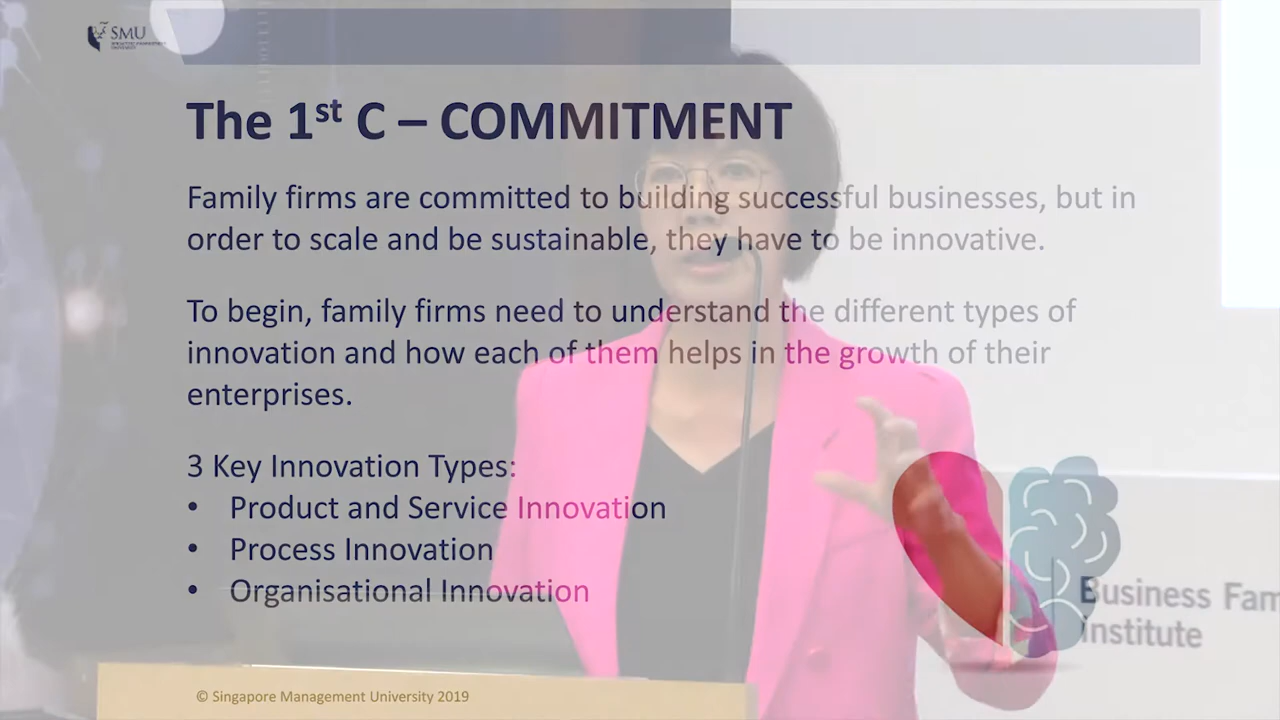 SMU
The 1st C – COMMITMENT
Family firms are committed to building successful businesses, but in
order to scale and be sustainable, they have to be innovative.
To begin, family firms need to understand the different types of
innovation and how each of them helps in the growth of their
enterprises.
3 Key Innovation Types:
• Product and Service Innovation
• Process Innovation
• Organisational Innovation
Business Fam
Institute
© Singapore Management University 2019